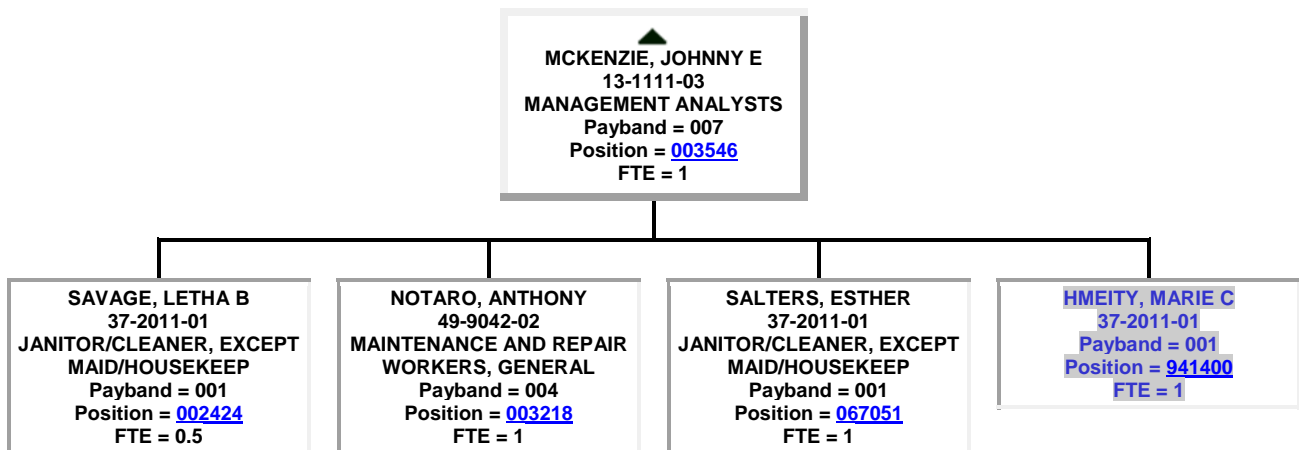 MCKENZIE, JOHNNY E
13-1111-03
MANAGEMENT ANALYSTS
Payband = 007
Position = 003546
FTE = 1
SAVAGE, LETHA B
37-2011-01
JANITOR/CLEANER, EXCEPT
MAID/HOUSEKEEP
Payband = 001
Position = 002424
FTE = 0.5
NOTARO, ANTHONY
49-9042-02
MAINTENANCE AND REPAIR
WORKERS, GENERAL
Payband = 004
Position = 003218
FTE = 1
SALTERS, ESTHER
37-2011-01
JANITOR/CLEANER, EXCEPT
MAID/HOUSEKEEP
Payband = 001
Position = 067051
FTE = 1
HMEITY, MARIE C
37-2011-01
Payband = 001
Position = 941400
FTE = 1